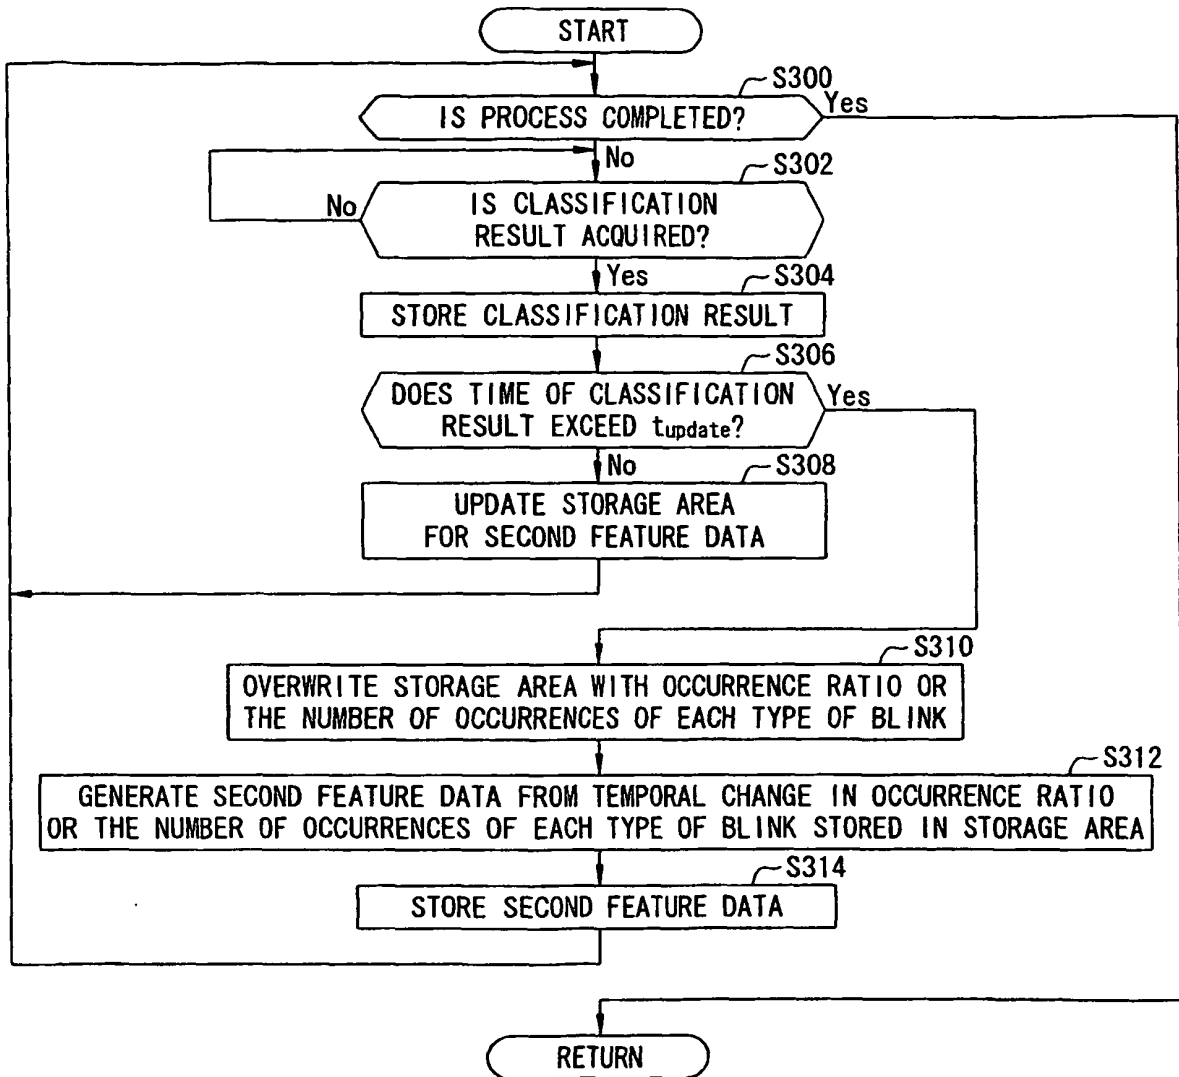 START
S300
IS PROCESS COMPLETED?
Yes
No
S302
No
IS CLASSIFICATION
RESULT ACQUIRED?
Yes
S304
STORE CLASSIFICATION RESULT
S306
DOES TIME OF CLASSIFICATION
RESULT EXCEED tupdate?
Yes
No
S308
UPDATE STORAGE AREA
FOR SECOND FEATURE DATA
S310
OVERWRITE STORAGE AREA WITH OCCURRENCE RATIO OR
THE NUMBER OF OCCURRENCES OF EACH TYPE OF BLINK
S312
GENERATE SECOND FEATURE DATA FROM TEMPORAL CHANGE IN OCCURRENCE RATIO
OR THE NUMBER OF OCCURRENCES OF EACH TYPE OF BLINK STORED IN STORAGE AREA
S314
STORE SECOND FEATURE DATA
RETURN